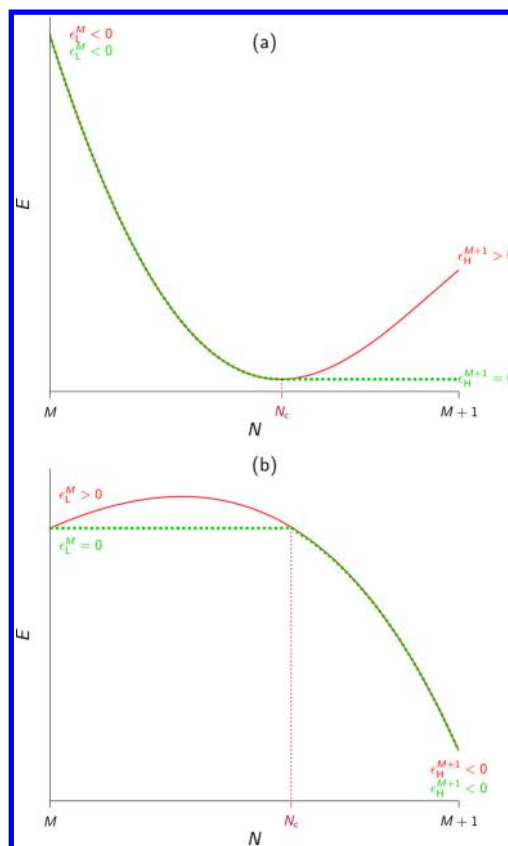 (a)
ϵ_L^M < 0
ϵ_L^M < 0
E
ϵ_H^{M+1} > 0
ϵ_H^{M+1} =
M
N_c
M + 1
N
(b)
ϵ_L^M > 0
ϵ_L^M = 0
E
ϵ_H^{M+1} < 0
ϵ_H^{M+1} < 0
M
N_c
M + 1
N